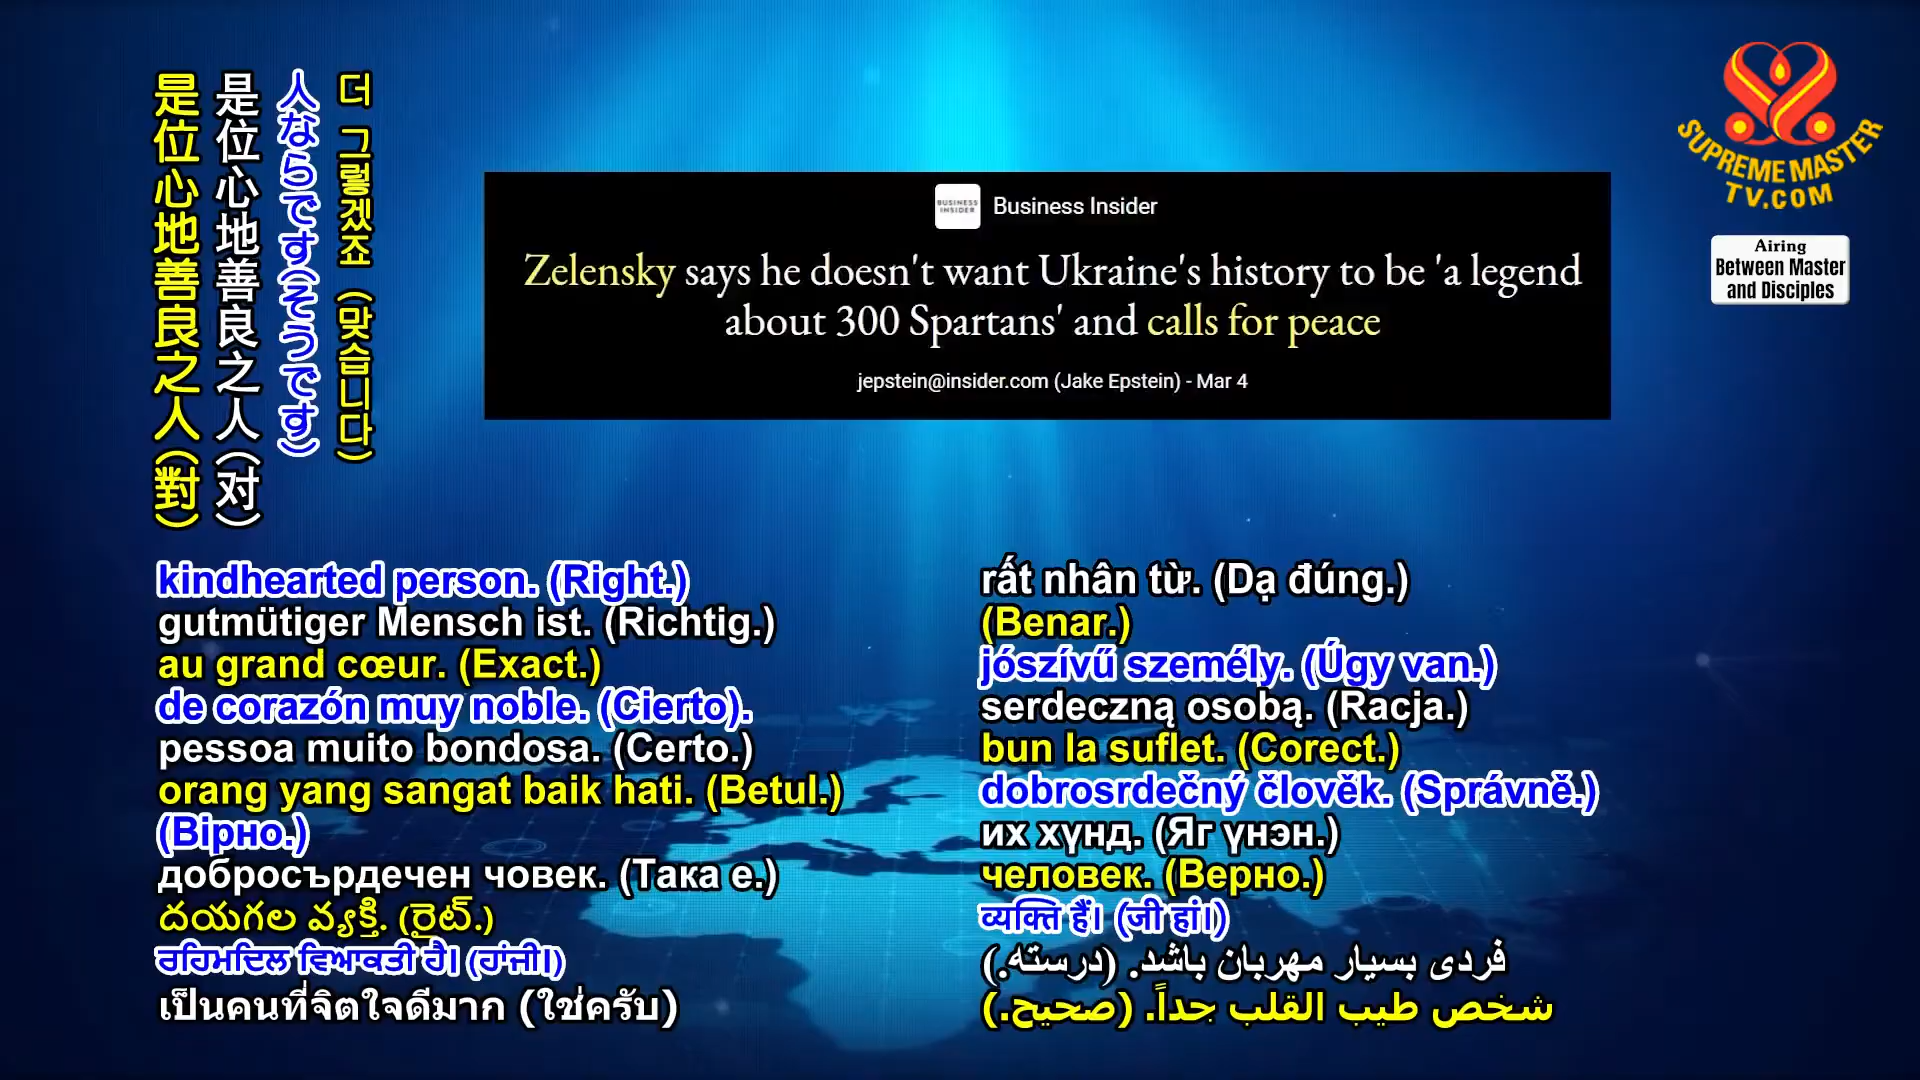 더 그렇겠죠 (맞습니다)
人ならです(そうです)
是位心地善良之人(对)
是位心地善良之人(對)
BUSINESS INSIDER
Business Insider
Zelensky says he doesn't want Ukraine's history to be 'a legend
about 300 Spartans' and calls for peace
jepstein@insider.com (Jake Epstein) - Mar 4
SUPREME MASTER
TV.COM
Airing
Between Master
and Disciples
kindhearted person. (Right.)
gutmütiger Mensch ist. (Richtig.)
au grand cœur. (Exact.)
de corazón muy noble. (Cierto).
pessoa muito bondosa. (Certo.)
orang yang sangat baik hati. (Betul.)
(Вірно.)
добросърдечен човек. (Така е.)
దయగల వ్యక్తి. (రైట్.)
ਰਹਿਮਦਿਲ ਵਿਆਕਤੀ ਹੈ। (ਹਾਂਜੀ।)
เป็นคนที่จิตใจดีมาก (ใช่ครับ)
rất nhân từ. (Dạ đúng.)
(Benar.)
jószívű személy. (Úgy van.)
serdeczną osobą. (Racja.)
bun la suflet. (Corect.)
dobrosrdečný člověk. (Správně.)
их хүнд. (Яг үнэн.)
человек. (Верно.)
व्यक्ति हैं। (जी हां।)
فردی بسیار مهربان باشد. (درسته.)
شخص طيب القلب جداً. (صحيح.)